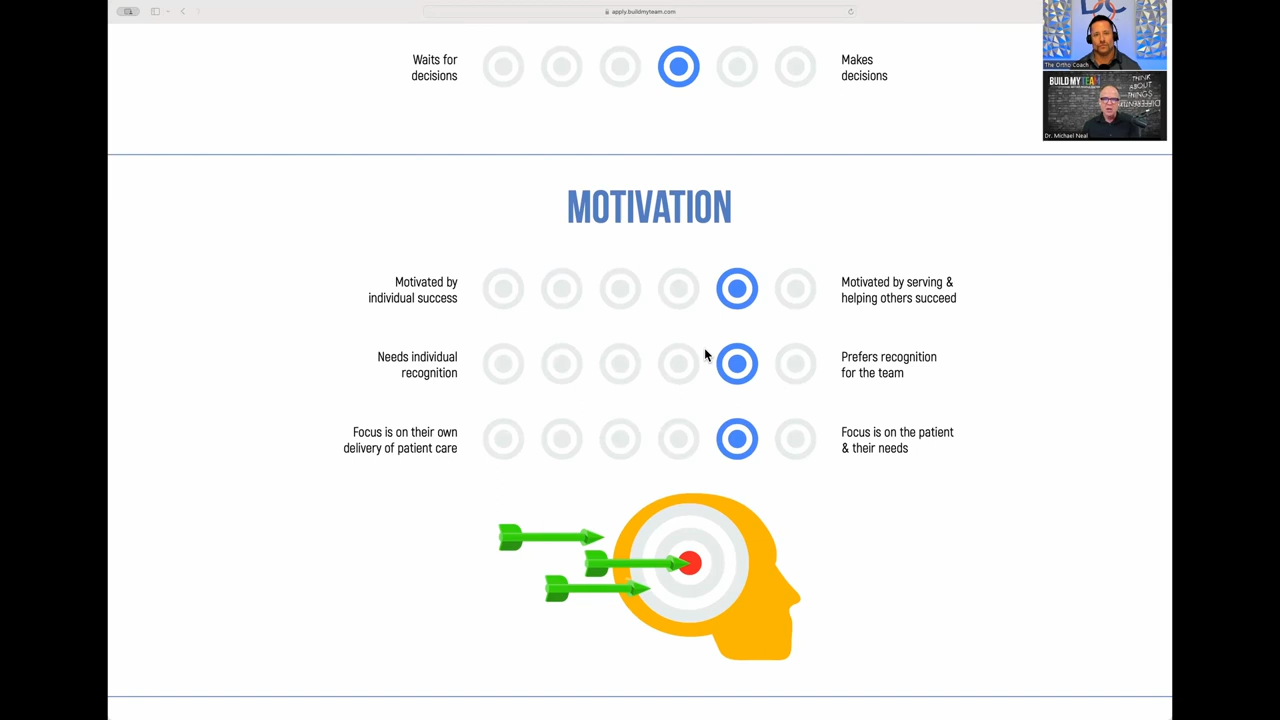 apply.buildmyteam.com
Waits for
decisions
Makes
decisions
DC
The Ortho Coach
BUILD MY TEAM
THINK
ABOUT
THINGS
DIFFERENTLY
Dr. Michael Neal
MOTIVATION
Motivated by
individual success
Motivated by serving &
helping others succeed
Needs individual
recognition
Prefers recognition
for the team
Focus is on their own
delivery of patient care
Focus is on the patient
& their needs